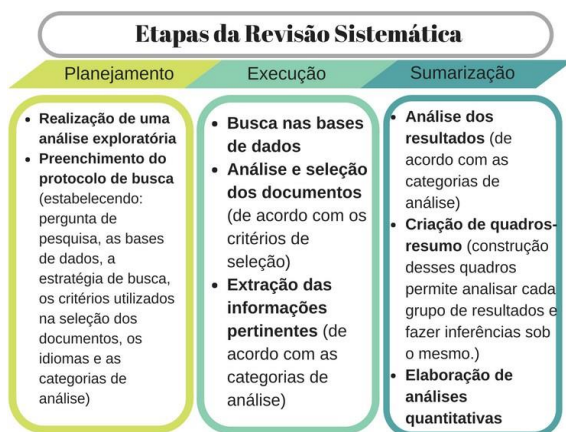 Etapas da Revisão Sistemática
Planejamento
Execução
Sumarização
• Realização de uma
análise exploratória
• Preenchimento do
protocolo de busca
(estabelecendo:
pergunta de
pesquisa, as bases
de dados, a
estratégia de busca,
os critérios utilizados
na seleção dos
documentos, os
idiomas e as
categorias de
análise)
• Busca nas bases
de dados
• Análise e seleção
dos documentos
(de acordo com os
critérios de
seleção)
• Extração das
informações
pertinentes (de
acordo com as
categorias de
análise)
• Análise dos
resultados (de
acordo com as
categorias de
análise)
• Criação de quadros-
resumo (construção
desses quadros
permite analisar cada
grupo de resultados e
fazer inferências sob
o mesmo.)
• Elaboração de
análises
quantitativas